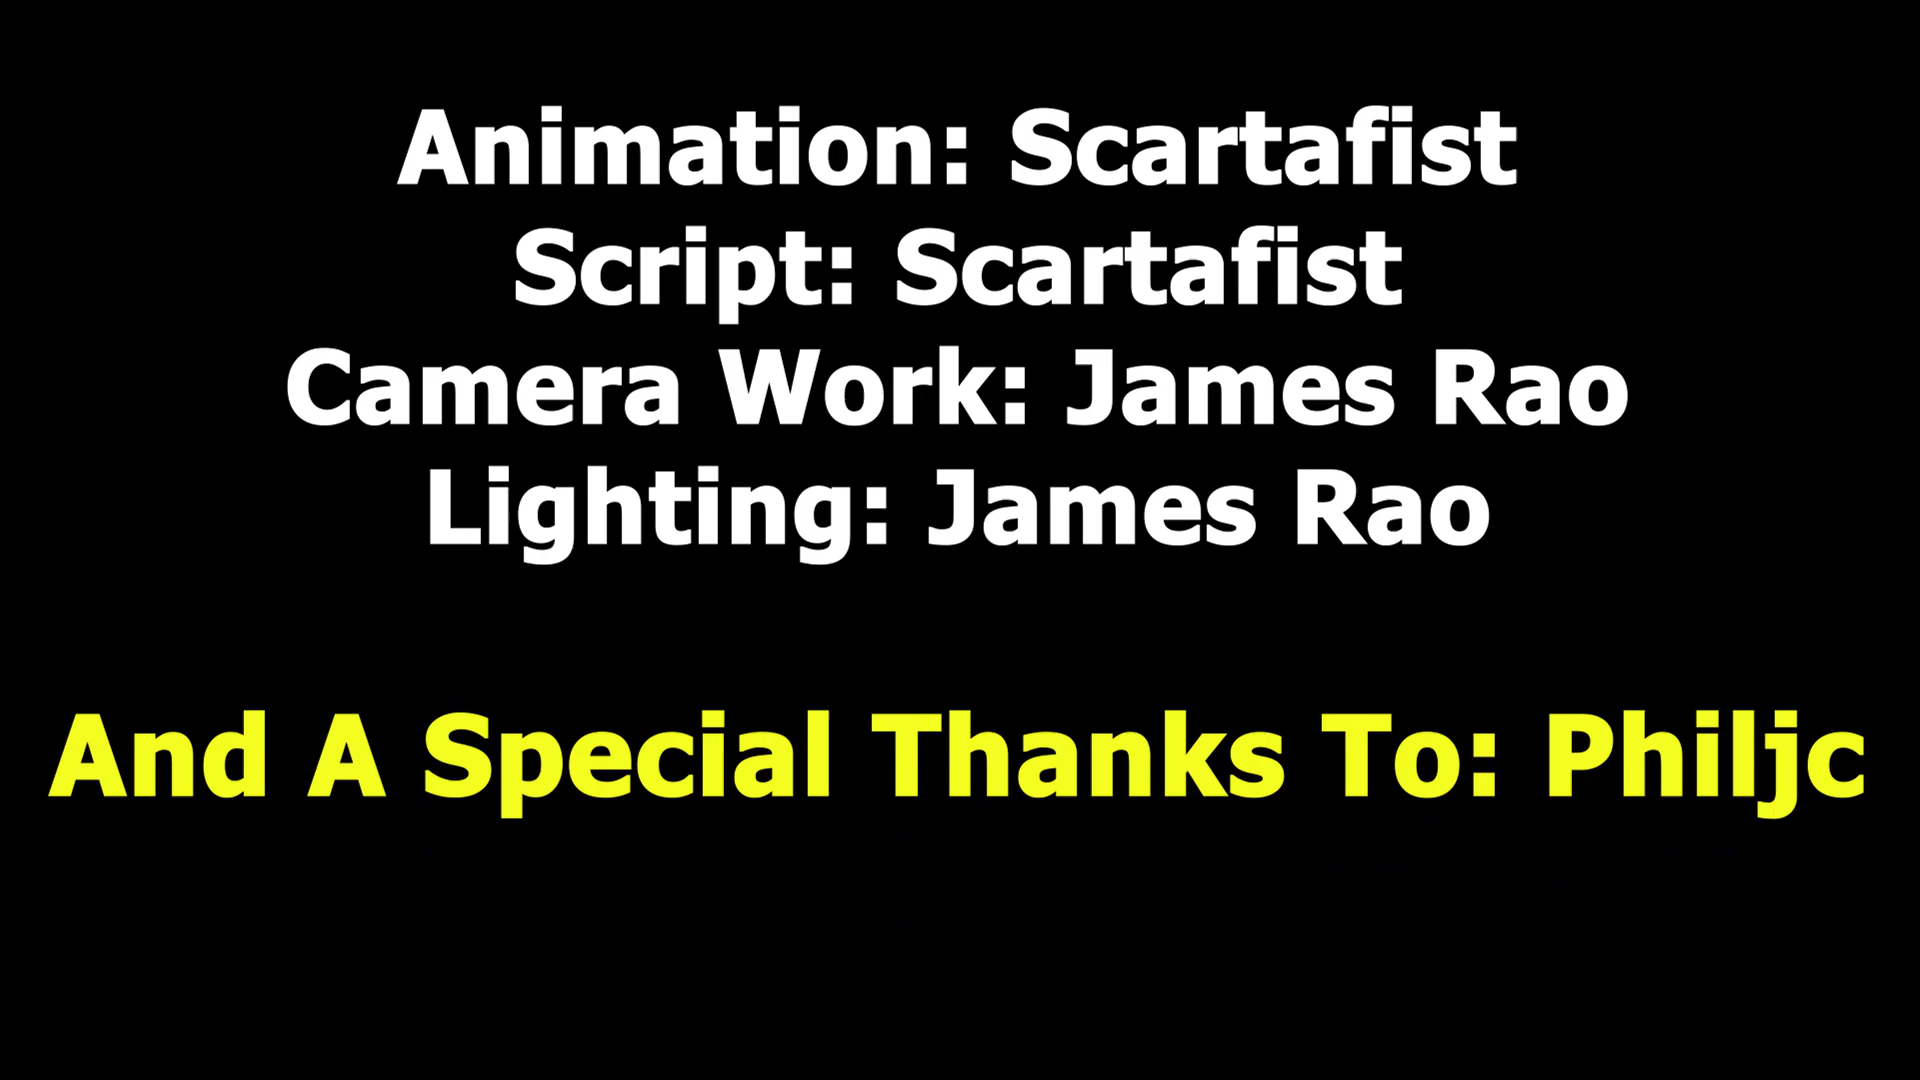 Animation: Scartafist
Script: Scartafist
Camera Work: James Rao
Lighting: James Rao
And A Special Thanks To: Philjc